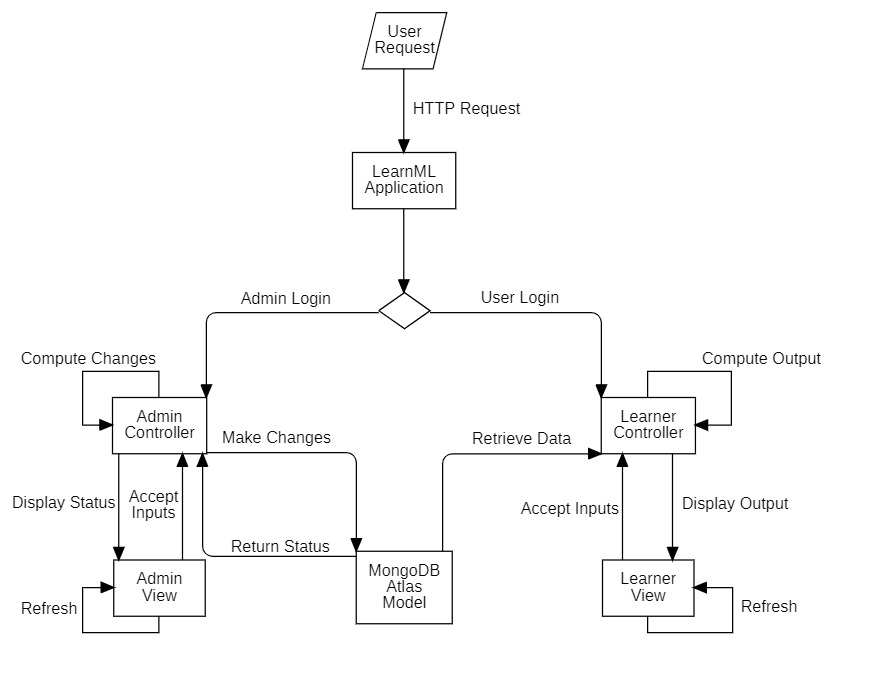 User
Request
HTTP Request
LearnML
Application
Admin Login
User Login
Compute Changes
Compute Output
Admin
Controller
Learner
Controller
Make Changes
Retrieve Data
Display Status
Accept
Inputs
Accept Inputs
Display Output
Return Status
MongoDB
Atlas
Model
Admin
View
Learner
View
Refresh
Refresh